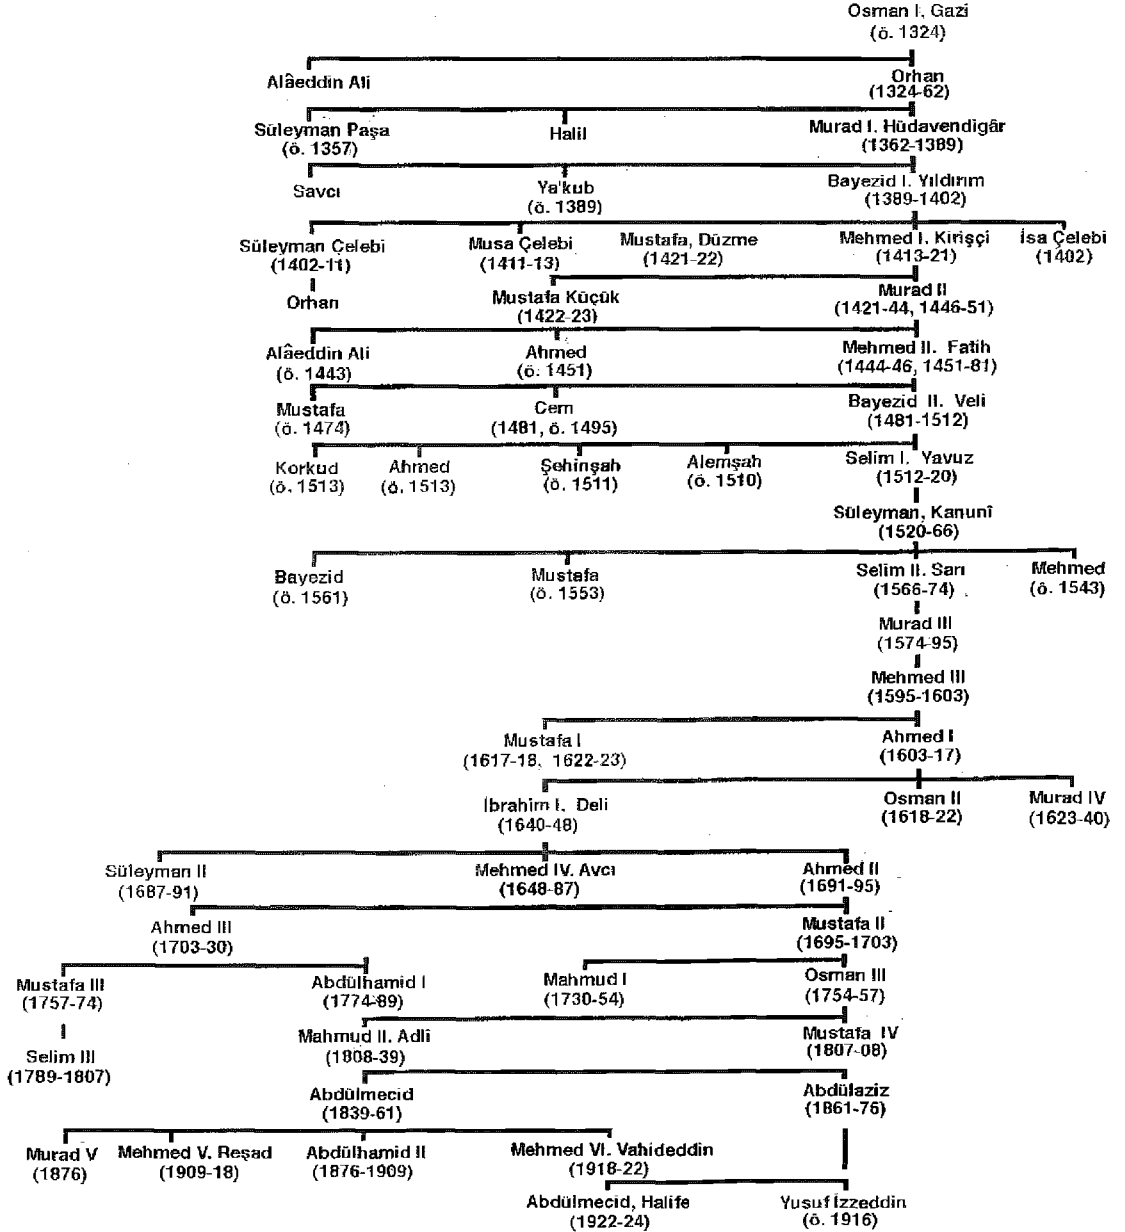 Osman I, Gazi
(ö. 1324)
Alâeddin Ali
Orhan
(1324-62)
Süleyman Paşa
(ö. 1357)
Halil
Murad I. Hüdavendigâr
(1362-1389)
Savcı
Ya'kub
(ö. 1389)
Bayezid I. Yıldırım
(1389-1402)
Süleyman Çelebi
(1402-11)
Musa Çelebi
(1411-13)
Mustafa, Düzme
(1421-22)
Mehmed I. Kirişçi
(1413-21)
İsa Çelebi
(1402)
Orhan
Mustafa Küçük
(1422-23)
Murad II
(1421-44, 1446-51)
Alâeddin Ali
(ö. 1443)
Ahmed
(ö. 1451)
Mehmed II. Fatih
(1444-46, 1451-81)
Mustafa
(ö. 1474)
Cem
(1481, ö. 1495)
Bayezid II. Veli
(1481-1512)
Korkud
(ö. 1513)
Ahmed
(ö. 1513)
Şehinşah
(ö. 1511)
Alemşah
(ö. 1510)
Selim I. Yavuz
(1512-20)
Süleyman, Kanunî
(1520-66)
Bayezid
(ö. 1561)
Mustafa
(ö. 1553)
Selim II. Sarı
(1566-74)
Mehmed
(ö. 1543)
Murad III
(1574-95)
Mehmed III
(1595-1603)
Mustafa I
(1617-18, 1622-23)
Ahmed I
(1603-17)
İbrahim I. Deli
(1640-48)
Osman II
(1618-22)
Murad IV
(1623-40)
Süleyman II
(1687-91)
Mehmed IV. Avcı
(1648-87)
Ahmed II
(1691-95)
Ahmed III
(1703-30)
Mustafa II
(1695-1703)
Mustafa III
(1757-74)
Abdülhamid I
(1774-89)
Mahmud I
(1730-54)
Osman III
(1754-57)
Selim III
(1789-1807)
Mahmud II. Adli
(1808-39)
Mustafa IV
(1807-08)
Abdülmecid
(1839-61)
Abdülaziz
(1861-76)
Murad V
(1876)
Mehmed V. Reşad
(1909-18)
Abdülhamid II
(1876-1909)
Mehmed VI. Vahideddin
(1918-22)
Abdülmecid, Halife
(1922-24)
Yusuf İzzeddin
(ö. 1916)